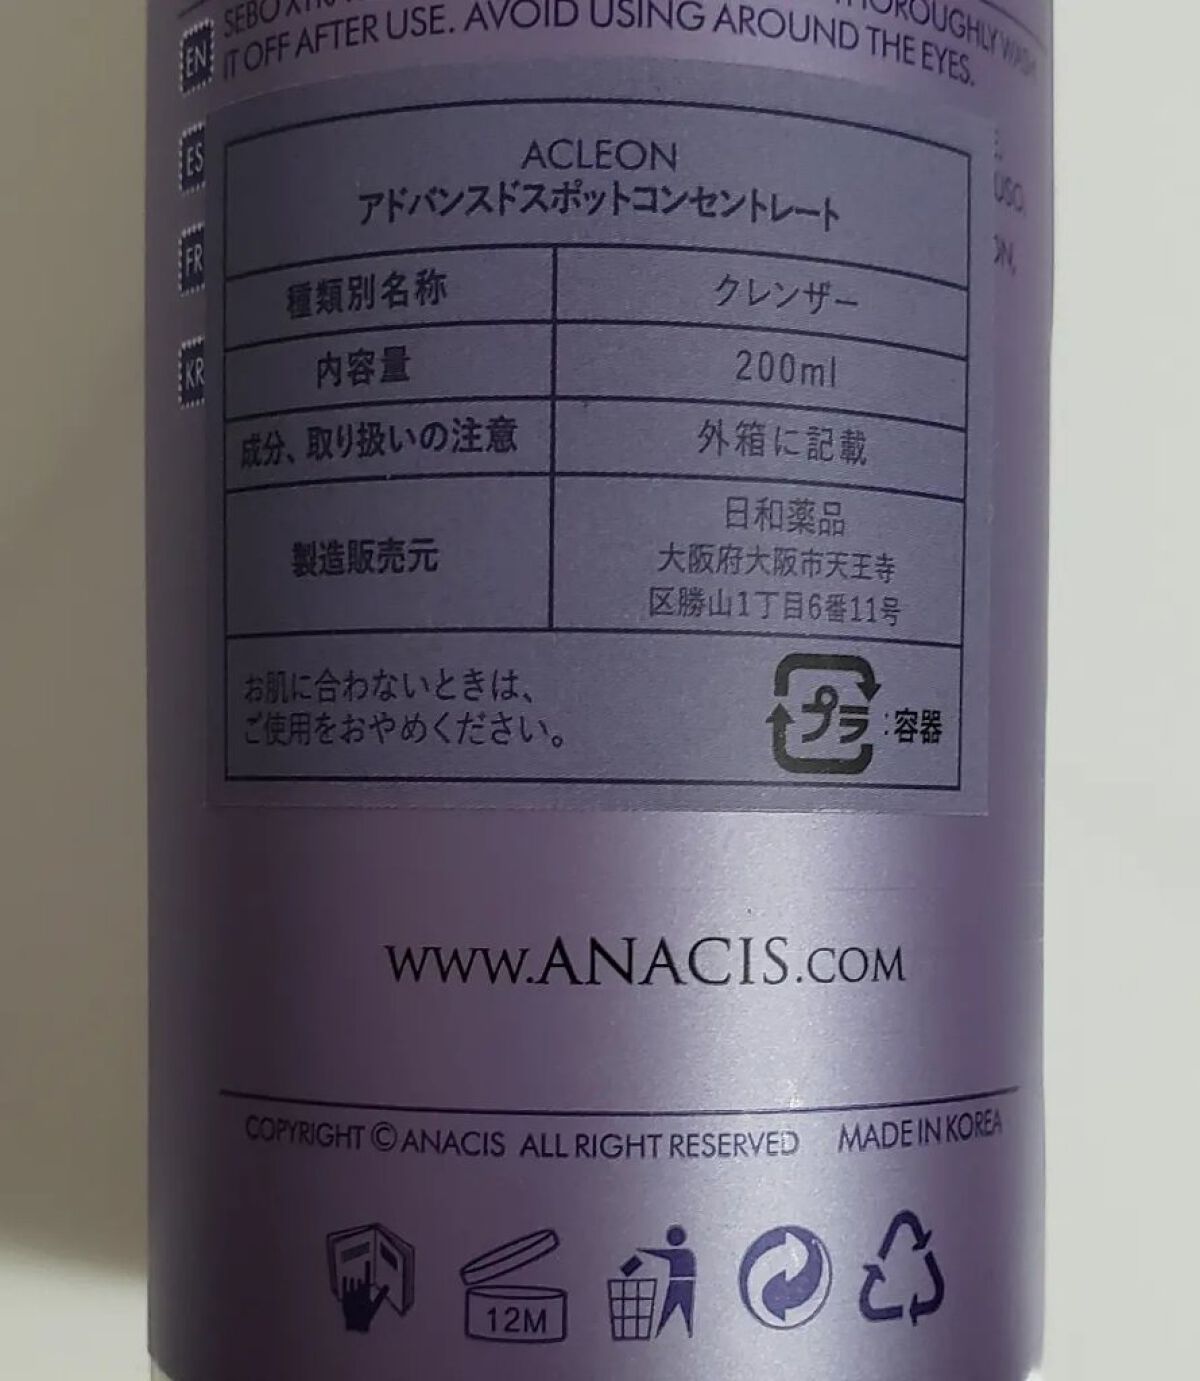 EN
SEBO
THOROUGHLY WASH
IT OFF AFTER USE. AVOID USING AROUND THE EYES.
ES
USO.
FR
KR
ACLEON
アドバンスドスポットコンセントレート
種類別名称 クレンザー
内容量 200ml
成分、取り扱いの注意 外箱に記載
製造販売元 日和薬品
大阪府大阪市天王寺
区勝山1丁目6番11号
お肌に合わないときは、
ご使用をおやめください。
プラ :容器
WWW.ANACIS.COM
COPYRIGHT © ANACIS ALL RIGHT RESERVED MADE IN KOREA
12M